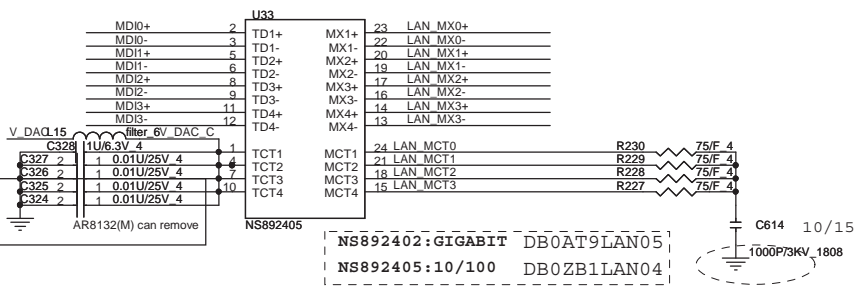 U33
MDI0+ 2 TD1+ MX1+ 23 LAN_MX0+
MDI0- 3 TD1- MX1- 22 LAN_MX0-
MDI1+ 5 TD2+ MX2+ 20 LAN_MX1+
MDI1- 6 TD2- MX2- 19 LAN_MX1-
MDI2+ 8 TD3+ MX3+ 17 LAN_MX2+
MDI2- 9 TD3- MX3- 16 LAN_MX2-
MDI3+ 11 TD4+ MX4+ 14 LAN_MX3+
MDI3- 12 TD4- MX4- 13 LAN_MX3-
V_DAC L15 filter_6 V_DAC_C
C328 1U/6.3V_4 1 TCT1 MCT1 24 LAN_MCT0 R230 75/F_4
C327 2 1 0.01U/25V_4 4 TCT2 MCT2 21 LAN_MCT1 R229 75/F_4
C326 2 1 0.01U/25V_4 7 TCT3 MCT3 18 LAN_MCT2 R228 75/F_4
C325 2 1 0.01U/25V_4 10 TCT4 MCT4 15 LAN_MCT3 R227 75/F_4
C324 2 1 0.01U/25V_4
AR8132(M) can remove
NS892405
C614 10/15
1000P/3KV_1808
NS892402:GIGABIT DB0AT9LAN05
NS892405:10/100 DB0ZB1LAN04